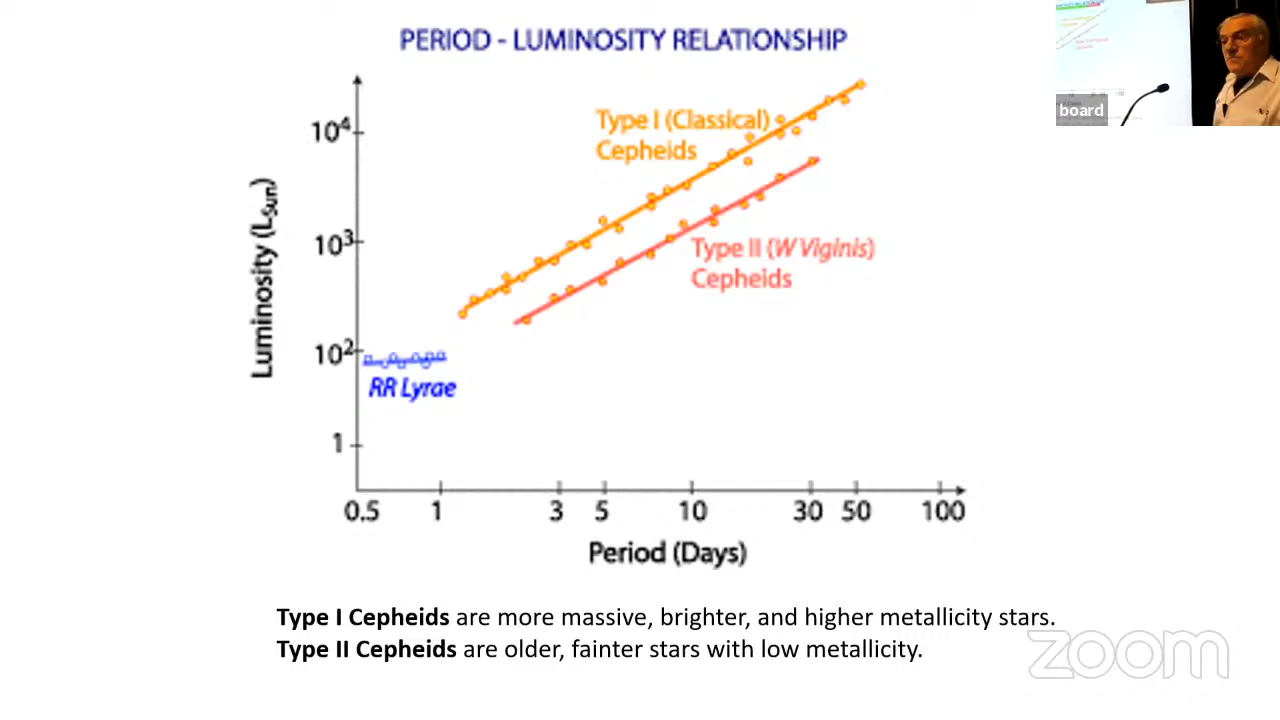 PERIOD - LUMINOSITY RELATIONSHIP
Type I (Classical)
Cepheids
Type II (W Viginis)
Cepheids
RR Lyrae
Luminosity (LSun)
10⁴
10³
10²
1
0.5 1 3 5 10 30 50 100
Period (Days)
Type I Cepheids are more massive, brighter, and higher metallicity stars.
Type II Cepheids are older, fainter stars with low metallicity.
board
zoom